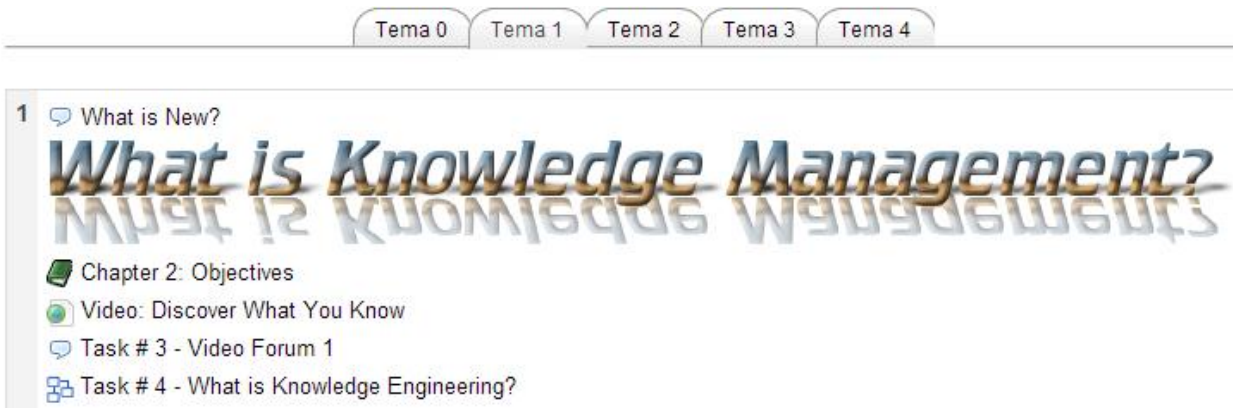 Tema 0 Tema 1 Tema 2 Tema 3 Tema 4
1 What is New?
What is Knowledge Management?
Chapter 2: Objectives
Video: Discover What You Know
Task # 3 - Video Forum 1
Task # 4 - What is Knowledge Engineering?